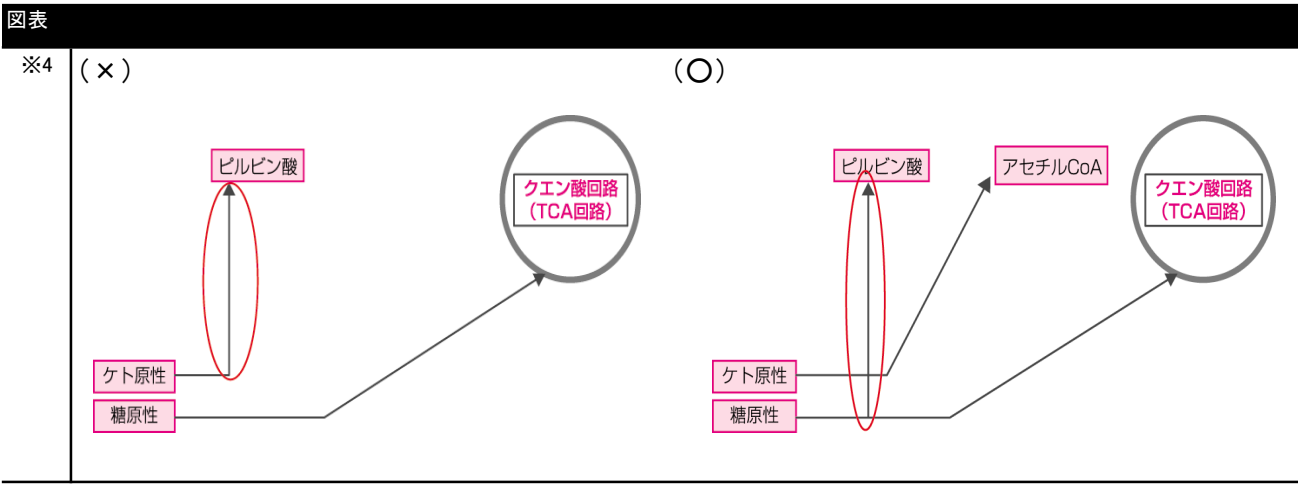 図表
※4
(×)
ピルビン酸
クエン酸回路
(TCA回路)
ケト原性
糖原性
(〇)
ピルビン酸
アセチルCoA
クエン酸回路
(TCA回路)
ケト原性
糖原性